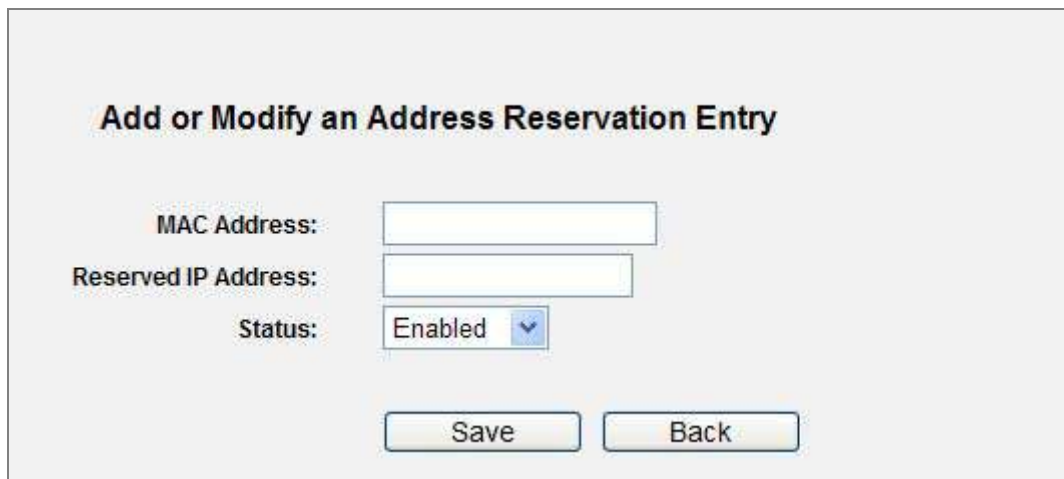 Add or Modify an Address Reservation Entry
MAC Address:
Reserved IP Address:
Status: Enabled
Save Back